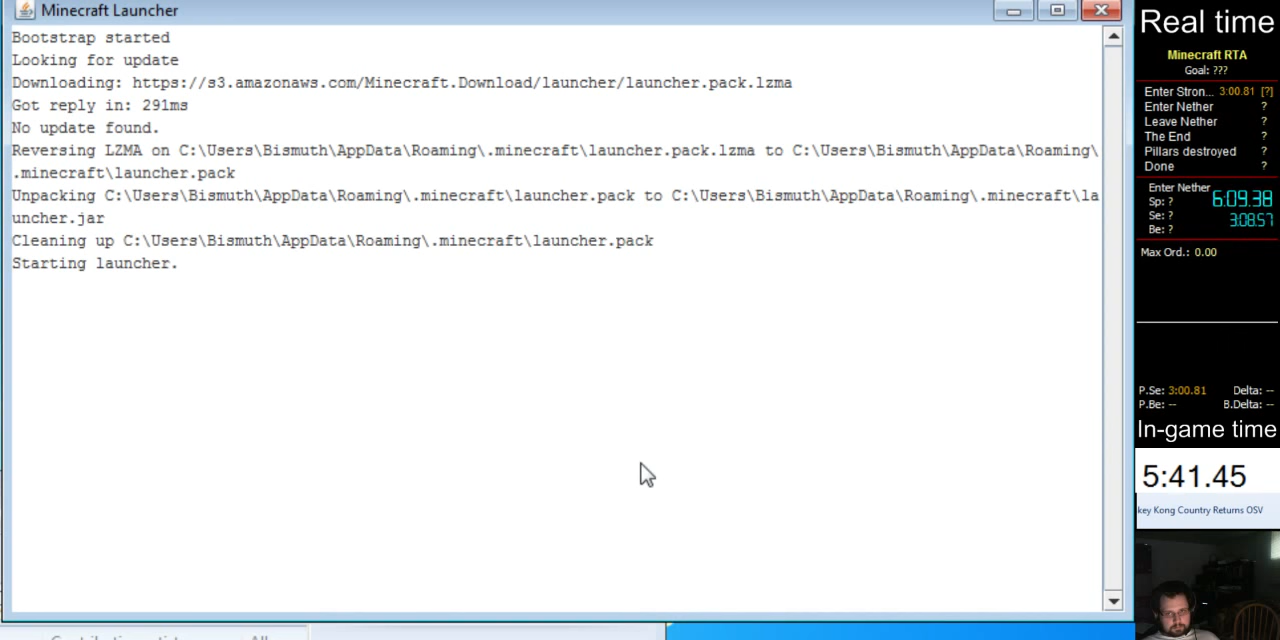 Minecraft Launcher
Bootstrap started
Looking for update
Downloading: https://s3.amazonaws.com/Minecraft.Download/launcher/launcher.pack.lzma
Got reply in: 291ms
No update found.
Reversing LZMA on C:\Users\Bismuth\AppData\Roaming\.minecraft\launcher.pack.lzma to C:\Users\Bismuth\AppData\Roaming\
.minecraft\launcher.pack
Unpacking C:\Users\Bismuth\AppData\Roaming\.minecraft\launcher.pack to C:\Users\Bismuth\AppData\Roaming\.minecraft\la
uncher.jar
Cleaning up C:\Users\Bismuth\AppData\Roaming\.minecraft\launcher.pack
Starting launcher.
Real time
Minecraft RTA
Goal: ???
Enter Stron... 3:00.81 [?]
Enter Nether ?
Leave Nether ?
The End ?
Pillars destroyed ?
Done ?
Enter Nether
Sp: ? 6:09.38
Se: ? 3:08.57
Be: ?
Max Ord.: 0.00
P.Se: 3:00.81 Delta: --
P.Be: -- B.Delta: --
In-game time
5:41.45
key Kong Country Returns OSV